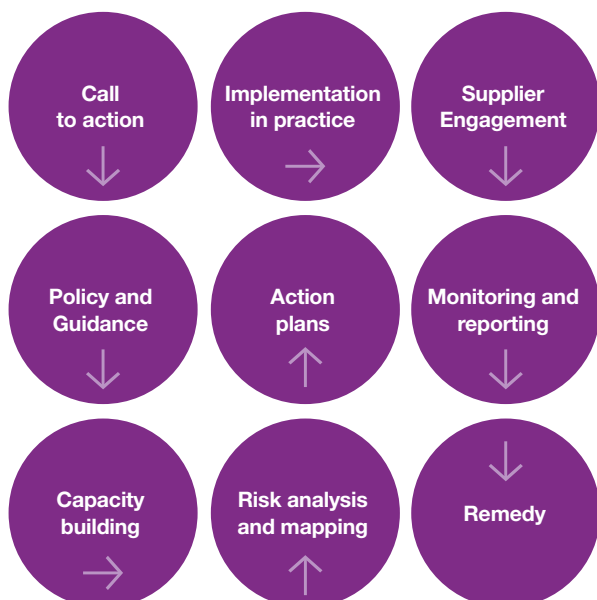 Call
to action
Implementation
in practice
Supplier
Engagement
Policy and
Guidance
Action
plans
Monitoring and
reporting
Capacity
building
Risk analysis
and mapping
Remedy